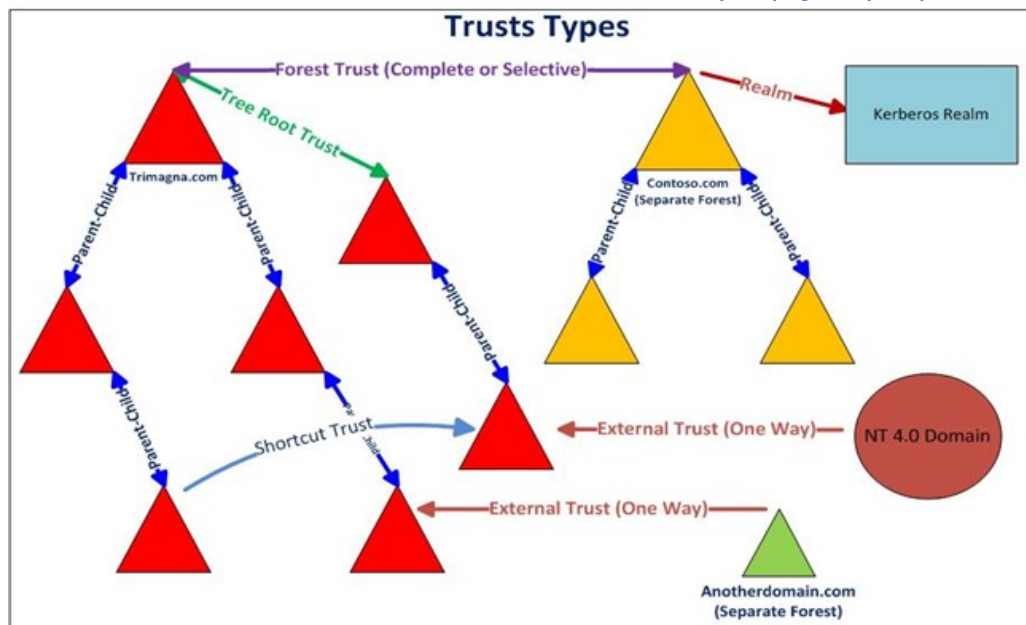 Trusts Types
Forest Trust (Complete or Selective)
Realm
Kerberos Realm
Tree Root Trust
Trimagna.com
Contoso.com
(Separate Forest)
Parent-Child
Parent-Child
Parent-Child
Parent-Child
Parent-Child
Parent-Child
Shortcut Trust
External Trust (One Way)
NT 4.0 Domain
External Trust (One Way)
Anotherdomain.com
(Separate Forest)